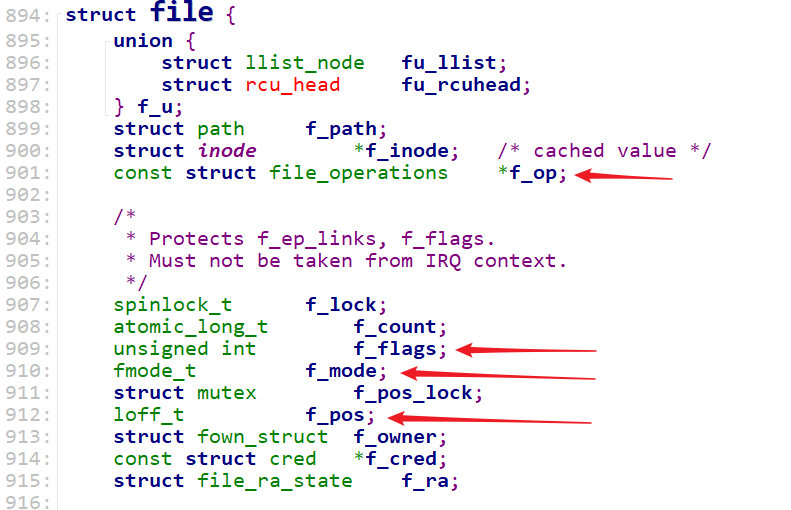 894: struct file {
895:     union {
896:         struct llist_node   fu_llist;
897:         struct rcu_head     fu_rcuhead;
898:     } f_u;
899:     struct path     f_path;
900:     struct inode        *f_inode;   /* cached value */
901:     const struct file_operations    *f_op;
902:
903:     /*
904:      * Protects f_ep_links, f_flags.
905:      * Must not be taken from IRQ context.
906:      */
907:     spinlock_t      f_lock;
908:     atomic_long_t       f_count;
909:     unsigned int        f_flags;
910:     fmode_t         f_mode;
911:     struct mutex        f_pos_lock;
912:     loff_t          f_pos;
913:     struct fown_struct  f_owner;
914:     const struct cred   *f_cred;
915:     struct file_ra_state    f_ra;
916: